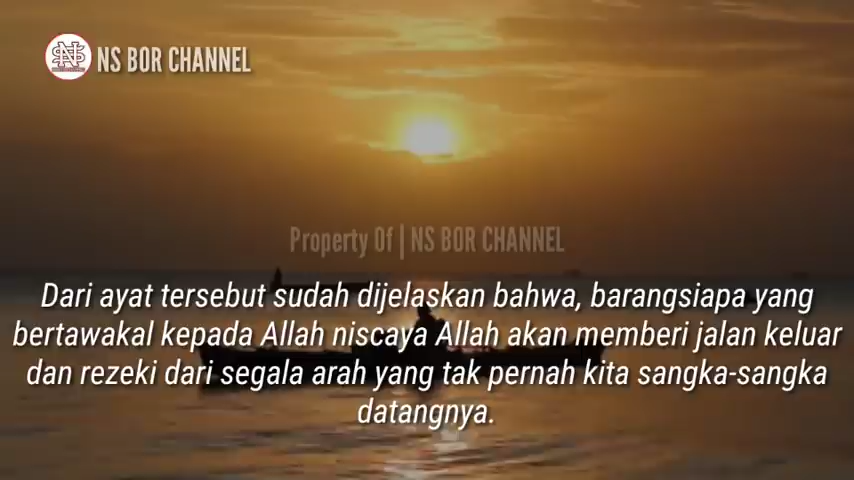 NS BOR CHANNEL
Property Of | NS BOR CHANNEL
Dari ayat tersebut sudah dijelaskan bahwa, barangsiapa yang
bertawakal kepada Allah niscaya Allah akan memberi jalan keluar
dan rezeki dari segala arah yang tak pernah kita sangka-sangka
datangnya.